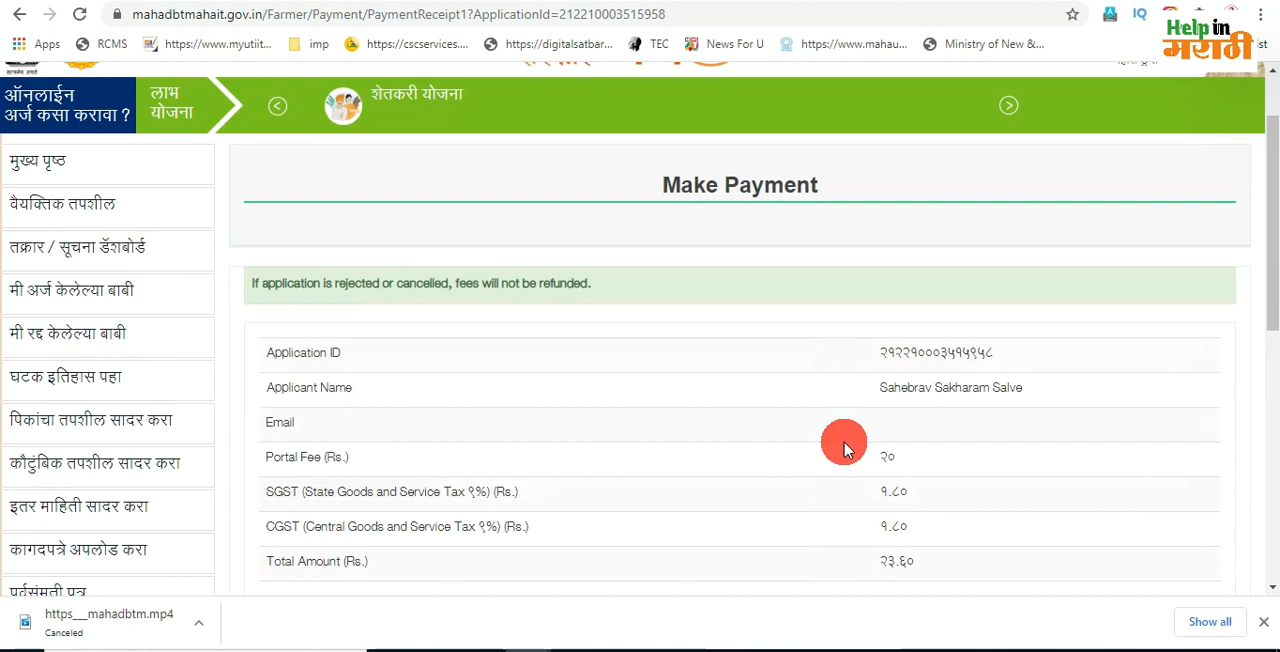 mahadbtmahait.gov.in/Farmer/Payment/PaymentReceipt1?ApplicationId=212210003515958
IQ
Help in
मराठी
Apps
RCMS
https://www.myutiit...
imp
https://cscservices....
https://digitalsatbar...
TEC
News For U
https://www.mahau...
Ministry of New &...
ऑनलाईन
अर्ज कसा करावा ?
लाभ
योजना
शेतकरी योजना
मुख्य पृष्ठ
वैयक्तिक तपशील
तक्रार / सूचना डॅशबोर्ड
मी अर्ज केलेल्या बाबी
मी रद्द केलेल्या बाबी
घटक इतिहास पहा
पिकांचा तपशील सादर करा
कौटुंबिक तपशील सादर करा
इतर माहिती सादर करा
कागदपत्रे अपलोड करा
पूर्वसंमती पत्र
Make Payment
If application is rejected or cancelled, fees will not be refunded.
Application ID २१२२१०००३५१५९५८
Applicant Name Sahebrav Sakharam Salve
Email
Portal Fee (Rs.) २०
SGST (State Goods and Service Tax ९%) (Rs.) १.८०
CGST (Central Goods and Service Tax ९%) (Rs.) १.८०
Total Amount (Rs.) २३.६०
https__mahadbtm.mp4
Canceled
Show all